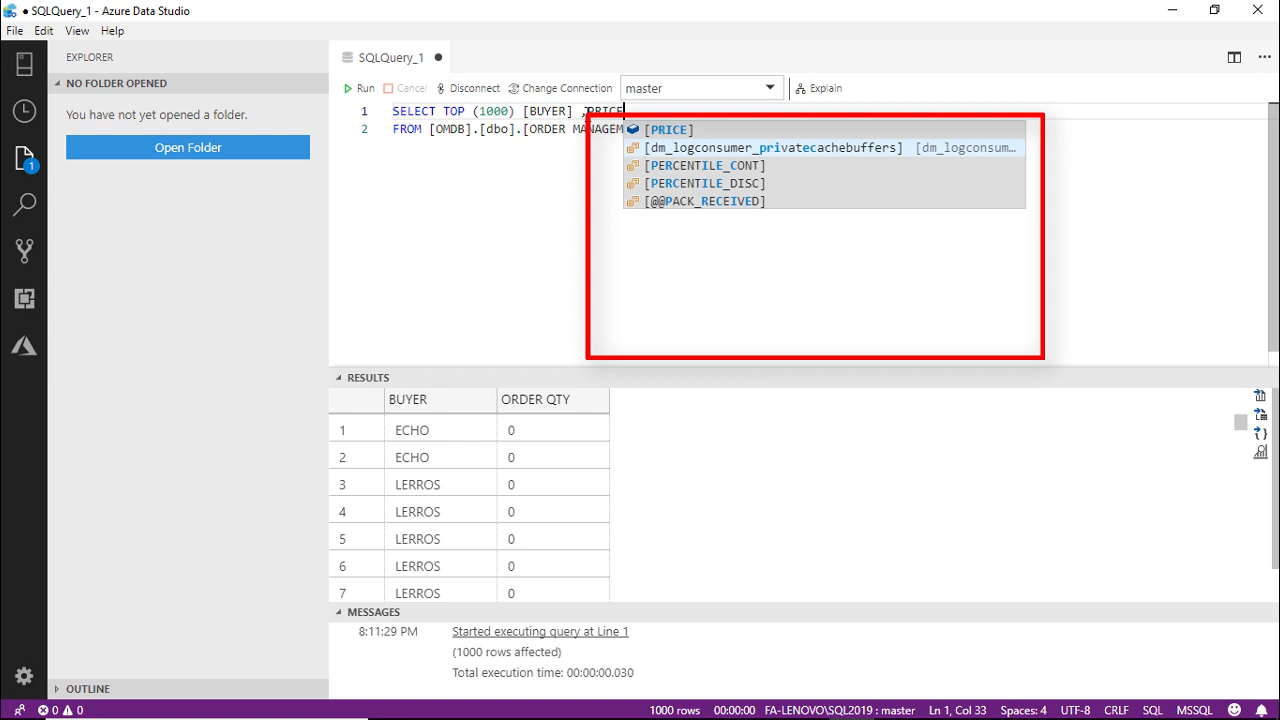 ● SQLQuery_1 - Azure Data Studio
File Edit View Help
EXPLORER
NO FOLDER OPENED
You have not yet opened a folder.
Open Folder
1
OUTLINE
SQLQuery_1 ●
Run Cancel Disconnect Change Connection master Explain
1 SELECT TOP (1000) [BUYER] ,PRICE
2 FROM [OMDB].[dbo].[ORDER MANAGEM
[PRICE]
[dm_logconsumer_privatecachebuffers] [dm_logconsum…
[PERCENTILE_CONT]
[PERCENTILE_DISC]
[@@PACK_RECEIVED]
RESULTS
BUYER ORDER QTY
1 ECHO 0
2 ECHO 0
3 LERROS 0
4 LERROS 0
5 LERROS 0
6 LERROS 0
7 LERROS 0
MESSAGES
8:11:29 PM Started executing query at Line 1
(1000 rows affected)
Total execution time: 00:00:00.030
0 0 1000 rows 00:00:00 FA-LENOVO\SQL2019 : master Ln 1, Col 33 Spaces: 4 UTF-8 CRLF SQL MSSQL